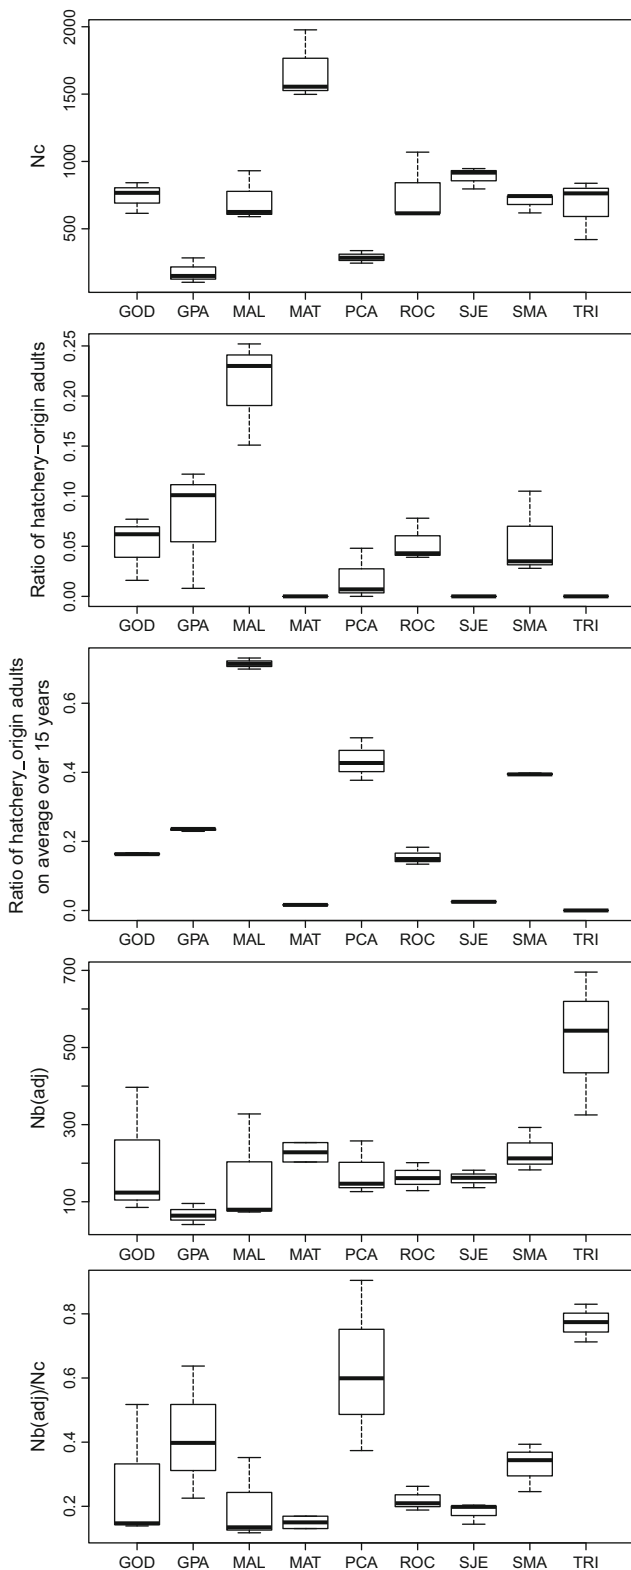 Nc
2000
1500
1000
500
GOD GPA MAL MAT PCA ROC SJE SMA TRI
Ratio of hatchery−origin adults
0.25
0.20
0.15
0.10
0.05
0.00
GOD GPA MAL MAT PCA ROC SJE SMA TRI
Ratio of hatchery_origin adults
on average over 15 years
0.6
0.4
0.2
0.0
GOD GPA MAL MAT PCA ROC SJE SMA TRI
Nb(adj)
700
500
300
100
GOD GPA MAL MAT PCA ROC SJE SMA TRI
Nb(adj)/Nc
0.8
0.6
0.4
0.2
GOD GPA MAL MAT PCA ROC SJE SMA TRI